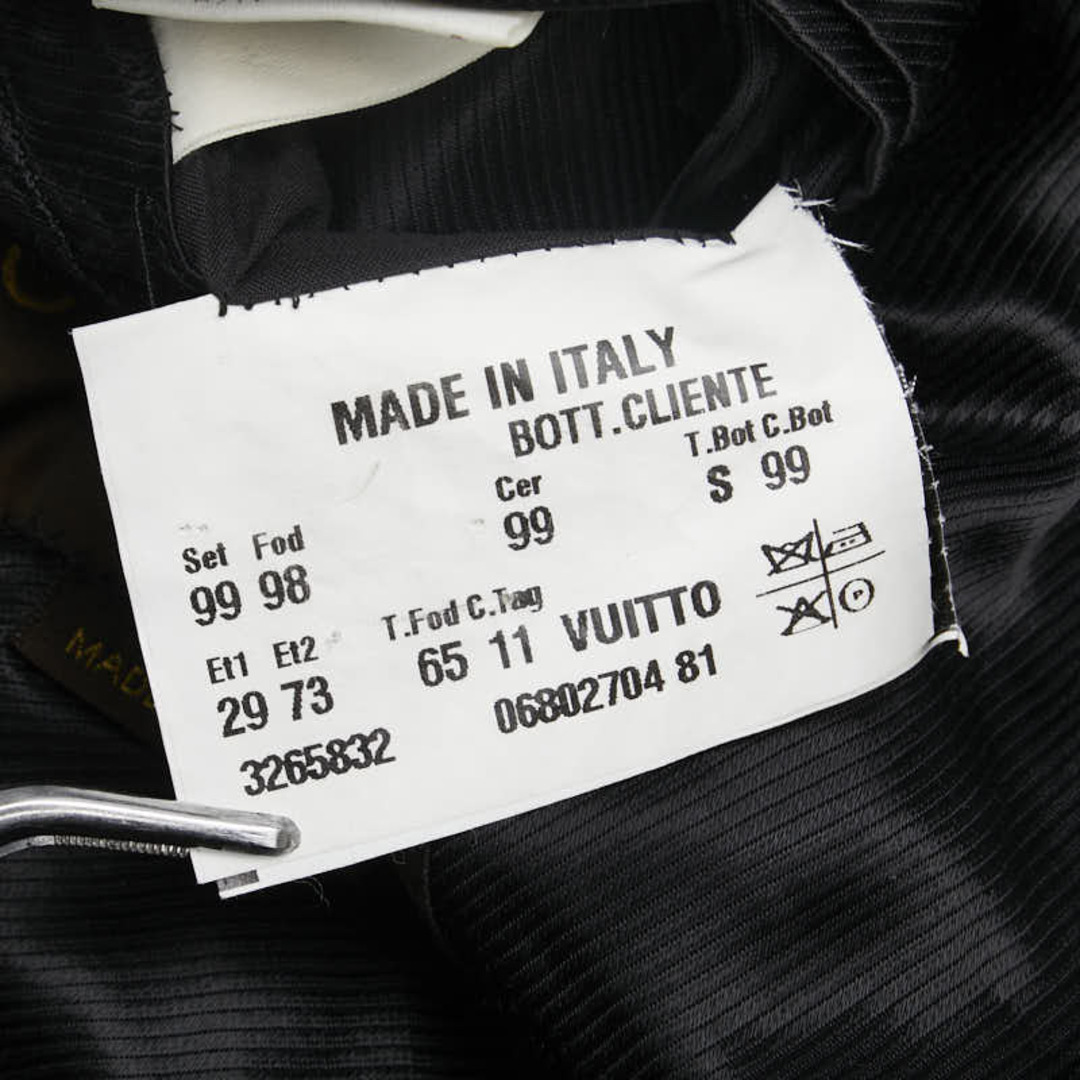 MADE IN ITALY
BOTT.CLIENTE
T.Bot C.Bot
S 99
Cer
99
Set Fod
99 98
T.Fod C.Tag
65 11 VUITTO
Et1 Et2
29 73
06802704 81
3265832
P
MADE